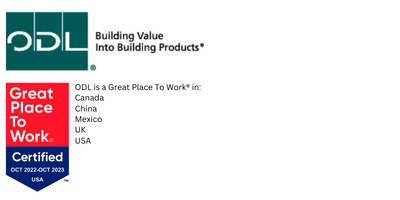 ODL
®
Building Value
Into Building Products®
Great
Place
To
Work®
Certified
OCT 2022-OCT 2023
USA
™
ODL is a Great Place To Work® in:
Canada
China
Mexico
UK
USA